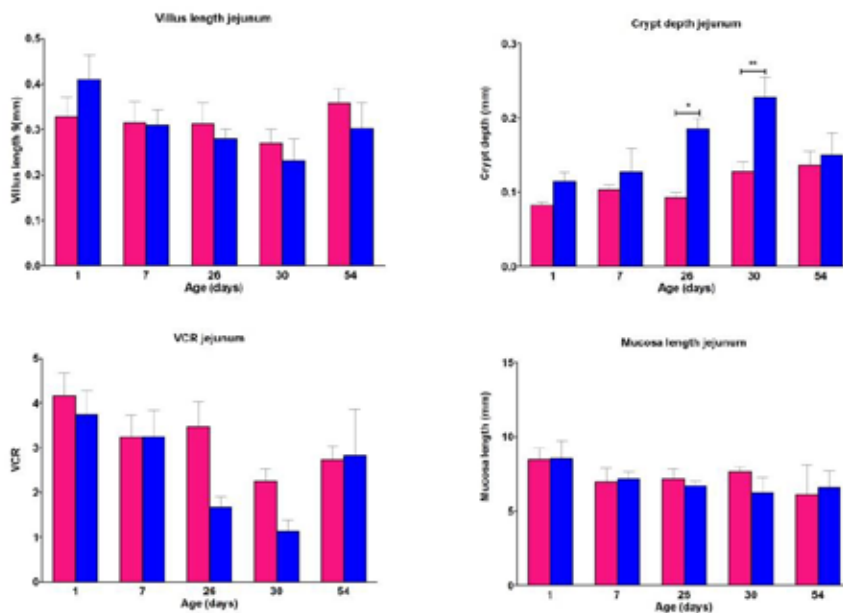 Villus length jejunum
Villus length 9(mm)
0.5
0.4
0.3
0.2
0.1
0.0
1 7 26 30 54
Age (days)
Crypt depth jejunum
Crypt depth (mm)
0.3
0.2
0.1
0.0
*
**
1 7 26 30 54
Age (days)
VCR jejunum
VCR
5
4
3
2
1
0
1 7 26 30 54
Age (days)
Mucosa length jejunum
Mucosa length (mm)
15
10
5
0
1 7 25 30 54
Age (days)